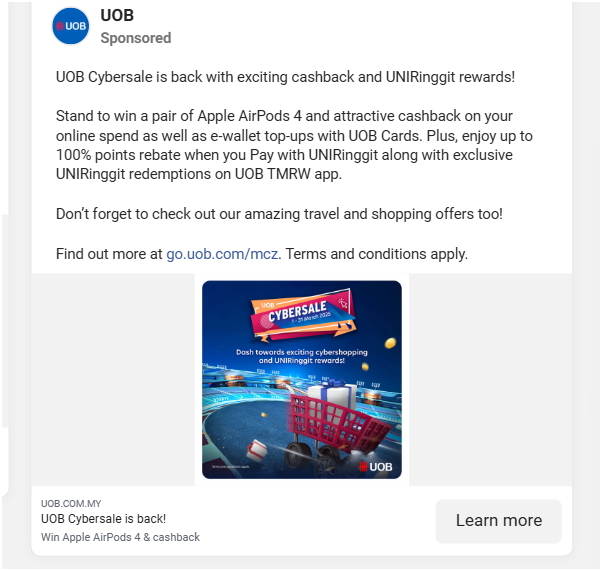 UOB
UOB
Sponsored
UOB Cybersale is back with exciting cashback and UNIRinggit rewards!
Stand to win a pair of Apple AirPods 4 and attractive cashback on your
online spend as well as e-wallet top-ups with UOB Cards. Plus, enjoy up to
100% points rebate when you Pay with UNIRinggit along with exclusive
UNIRinggit redemptions on UOB TMRW app.
Don’t forget to check out our amazing travel and shopping offers too!
Find out more at go.uob.com/mcz. Terms and conditions apply.
UOB
CYBERSALE
1 - 31 March 2025
Dash towards exciting cybershopping
and UNIRinggit rewards!
Terms and conditions apply.
UOB
UOB.COM.MY
UOB Cybersale is back!
Win Apple AirPods 4 & cashback
Learn more